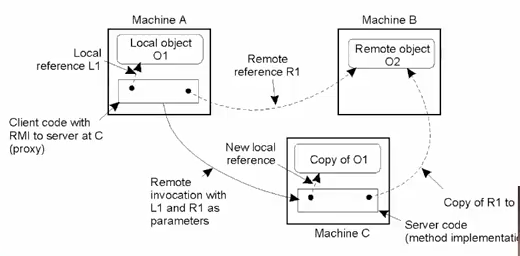 Machine A
Machine B
Local object
O1
Remote object
O2
Local
reference L1
Remote
reference R1
Client code with
RMI to server at C
(proxy)
New local
reference
Copy of O1
Remote
invocation with
L1 and R1 as
parameters
Copy of R1 to
Server code
(method implementatio
Machine C